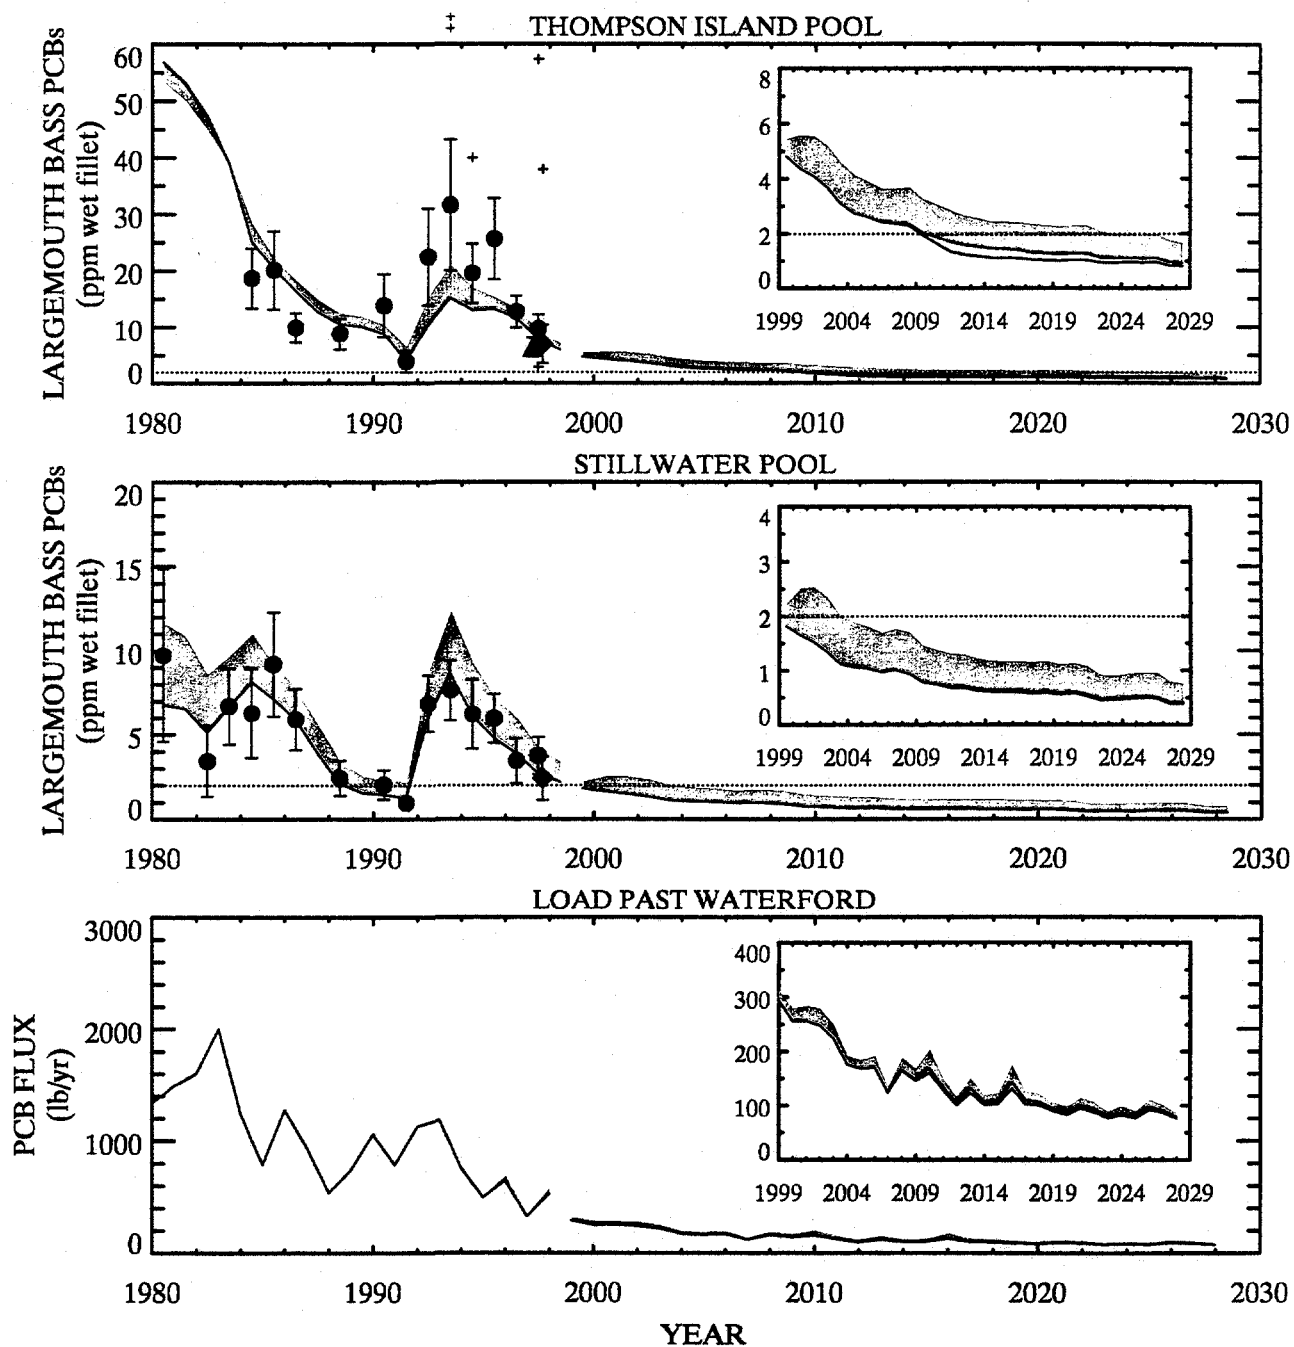 THOMPSON ISLAND POOL
LARGEMOUTH BASS PCBs
(ppm wet fillet)
60
50
40
30
20
10
0
1980 1990 2000 2010 2020 2030
8
6
4
2
0
1999 2004 2009 2014 2019 2024 2029
STILLWATER POOL
LARGEMOUTH BASS PCBs
(ppm wet fillet)
20
15
10
5
0
1980 1990 2000 2010 2020 2030
4
3
2
1
0
1999 2004 2009 2014 2019 2024 2029
LOAD PAST WATERFORD
PCB FLUX
(lb/yr)
3000
2000
1000
0
1980 1990 2000 2010 2020 2030
400
300
200
100
0
1999 2004 2009 2014 2019 2024 2029
YEAR